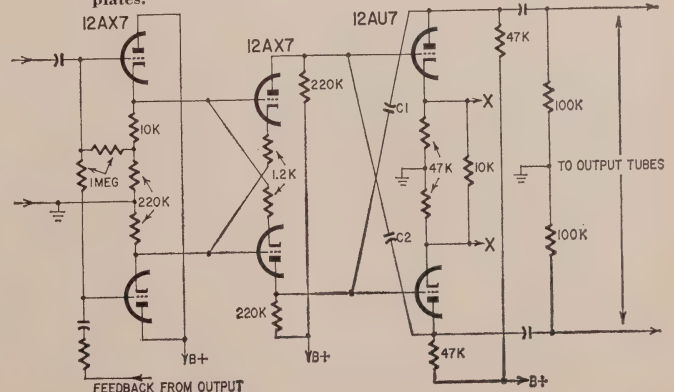 plates.
12AX7
12AX7
12AU7
47K
220K
C1
10K
X
100K
1MEG
1.2K
47K
10K
TO OUTPUT TUBES
220K
C2
X
100K
220K
47K
B+
B+
B+
FEEDBACK FROM OUTPUT